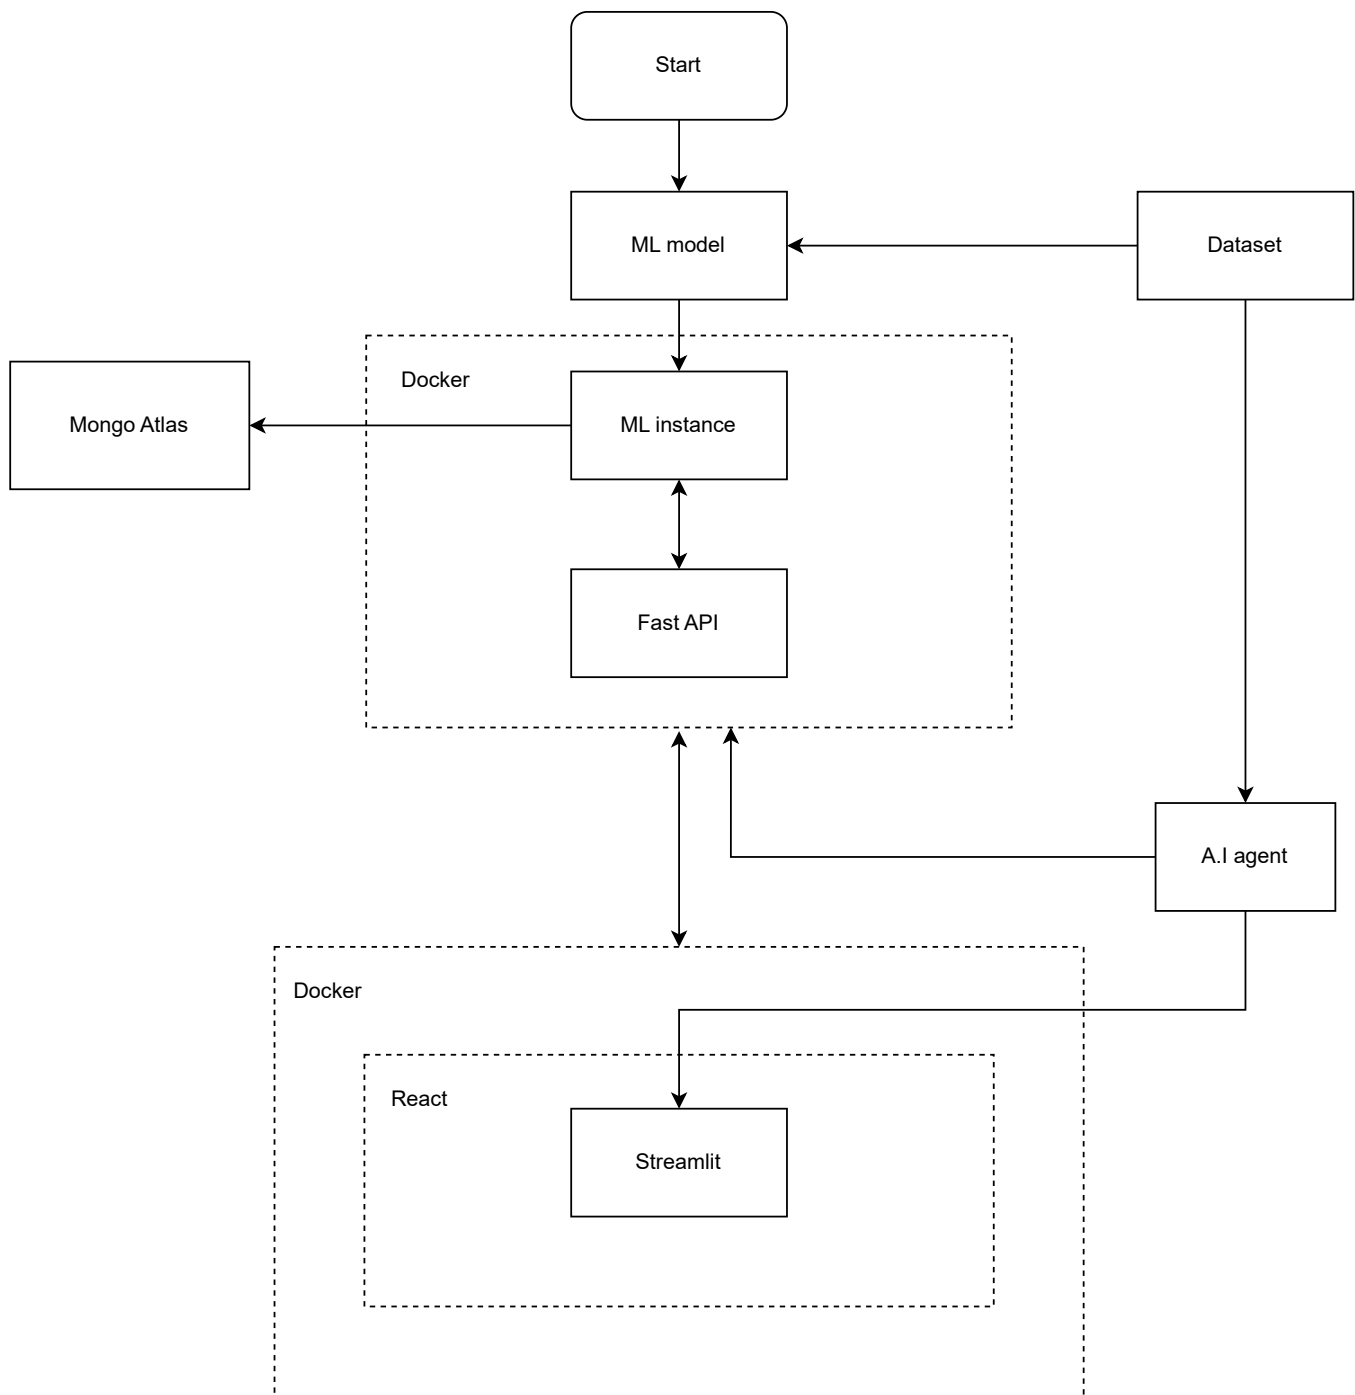 Start
ML model
Dataset
Docker
Mongo Atlas
ML instance
Fast API
A.I agent
Docker
React
Streamlit